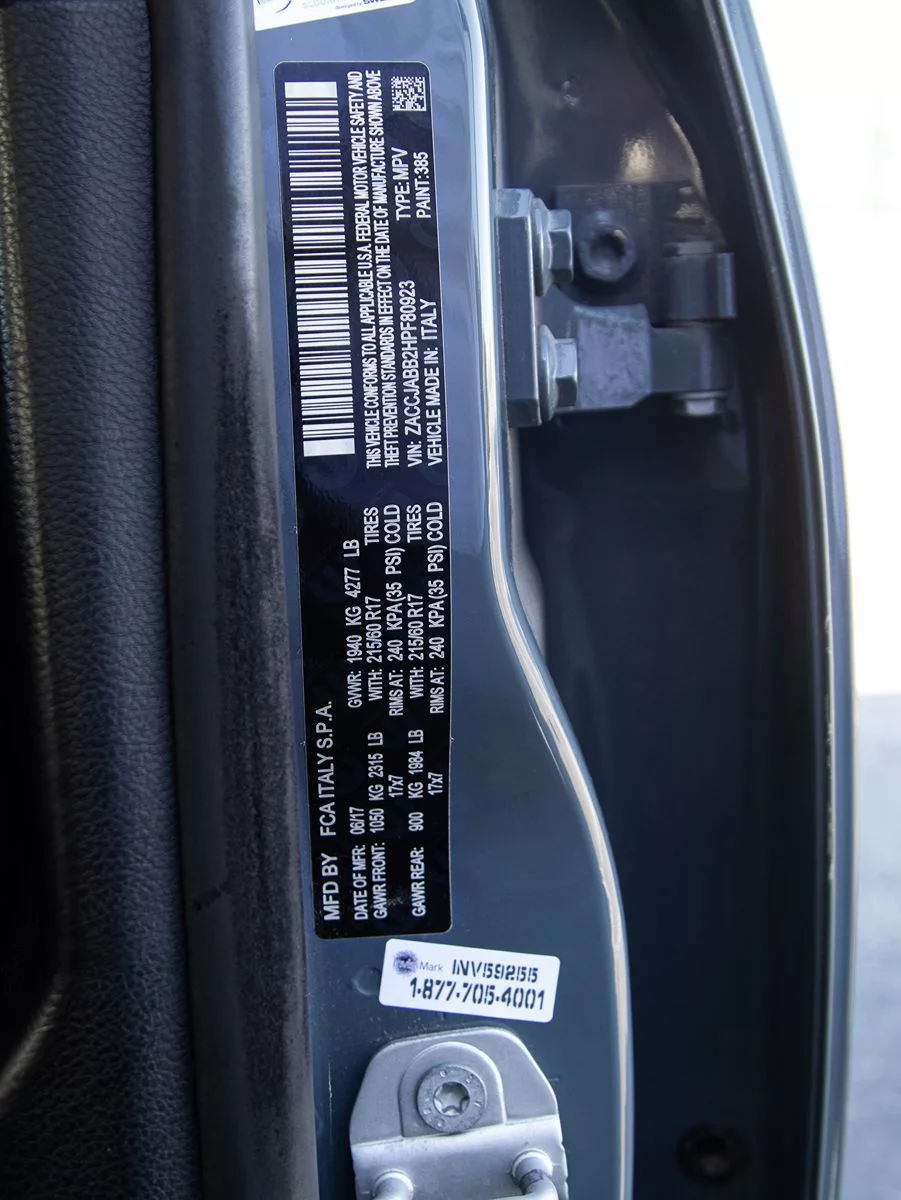 MFD BY FCA ITALY S.P.A.
DATE OF MFR: 06/17 GVWR: 1940 KG 4277 LB
GAWR FRONT: 1050 KG 2315 LB WITH: 215/60 R17 TIRES
17x7 RIMS AT: 240 KPA(35 PSI) COLD
GAWR REAR: 900 KG 1984 LB WITH: 215/60 R17 TIRES
17x7 RIMS AT: 240 KPA(35 PSI) COLD
THIS VEHICLE CONFORMS TO ALL APPLICABLE U.S.A. FEDERAL MOTOR VEHICLE SAFETY AND
THEFT PREVENTION STANDARDS IN EFFECT ON THE DATE OF MANUFACTURE SHOWN ABOVE
VIN: ZACCJABB2HPF80923 TYPE: MPV
VEHICLE MADE IN: ITALY PAINT: 385
Mark INV59255
1-877-705-4001